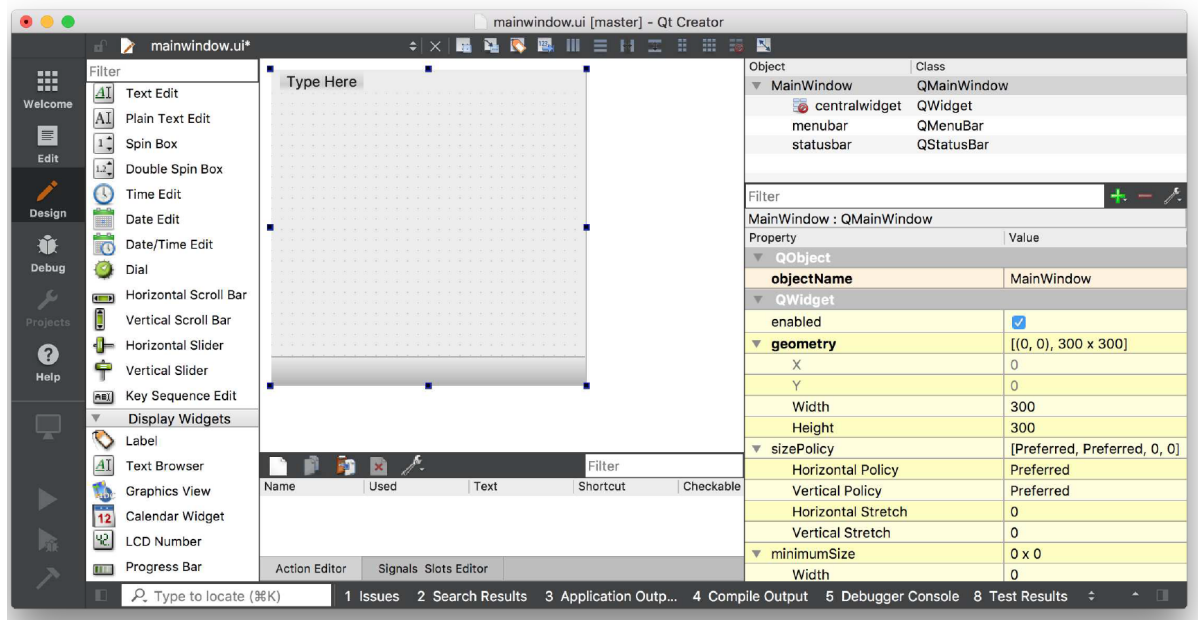 mainwindow.ui [master] - Qt Creator
mainwindow.ui*
Welcome
Edit
Design
Debug
Projects
Help
Filter
Text Edit
Plain Text Edit
Spin Box
Double Spin Box
Time Edit
Date Edit
Date/Time Edit
Dial
Horizontal Scroll Bar
Vertical Scroll Bar
Horizontal Slider
Vertical Slider
Key Sequence Edit
Display Widgets
Label
Text Browser
Graphics View
Calendar Widget
LCD Number
Progress Bar
Type Here
Filter
Name Used Text Shortcut Checkable
Action Editor Signals Slots Editor
Object Class
MainWindow QMainWindow
centralwidget QWidget
menubar QMenuBar
statusbar QStatusBar
Filter
MainWindow : QMainWindow
Property Value
QObject
objectName MainWindow
QWidget
enabled
geometry [(0, 0), 300 x 300]
X 0
Y 0
Width 300
Height 300
sizePolicy [Preferred, Preferred, 0, 0]
Horizontal Policy Preferred
Vertical Policy Preferred
Horizontal Stretch 0
Vertical Stretch 0
minimumSize 0 x 0
Width 0
Type to locate (⌘K) 1 Issues 2 Search Results 3 Application Outp... 4 Compile Output 5 Debugger Console 8 Test Results